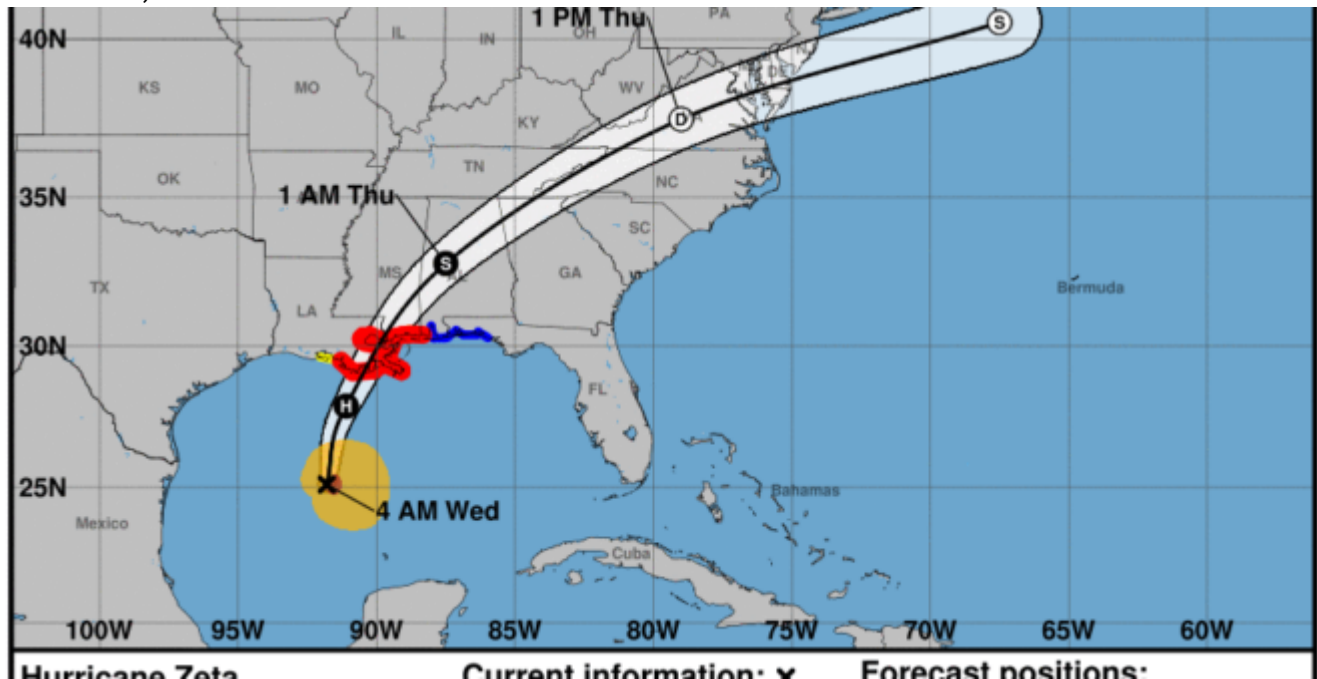 1 PM Thu
PA
40N
IL
IN
OH
N
DE
KS
MO
WV
D
S
KY
OK
TN
NC
35N
1 AM Thu
SC
S
MS
AL
GA
TX
LA
Bermuda
30N
FL
H
25N
Bahamas
4 AM Wed
Mexico
Cuba
100W 95W 90W 85W 80W 75W 70W 65W 60W
Hurricane Zeta Current information: x Forecast positions: